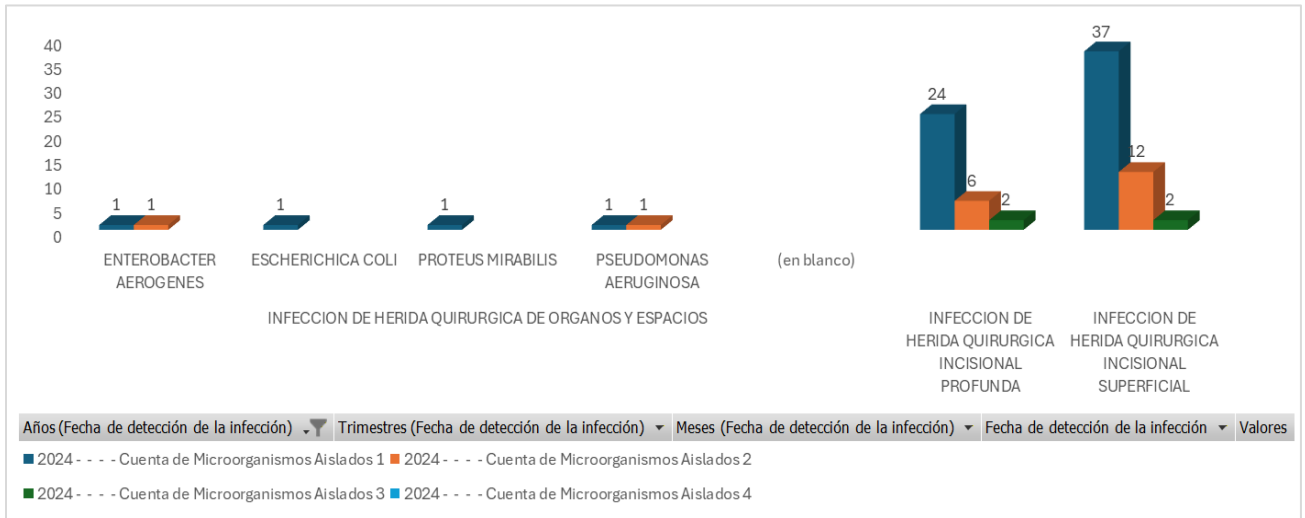 40
35
30
25
20
15
10
5
0
1 1
1
1
1 1
24
6
2
37
12
2
ENTEROBACTER
AEROGENES
ESCHERICHICA COLI
PROTEUS MIRABILIS
PSEUDOMONAS
AERUGINOSA
(en blanco)
INFECCION DE HERIDA QUIRURGICA DE ORGANOS Y ESPACIOS
INFECCION DE
HERIDA QUIRURGICA
INCISIONAL
PROFUNDA
INFECCION DE
HERIDA QUIRURGICA
INCISIONAL
SUPERFICIAL
Años (Fecha de detección de la infección) Trimestres (Fecha de detección de la infección) Meses (Fecha de detección de la infección) Fecha de detección de la infección Valores
2024 - - - - Cuenta de Microorganismos Aislados 1 2024 - - - - Cuenta de Microorganismos Aislados 2
2024 - - - - Cuenta de Microorganismos Aislados 3 2024 - - - - Cuenta de Microorganismos Aislados 4